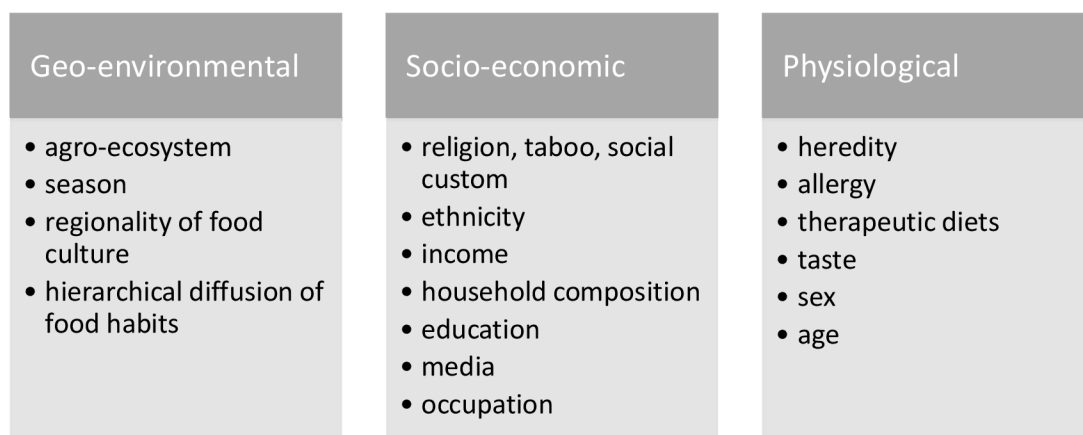 Geo-environmental
• agro-ecosystem
• season
• regionality of food
culture
• hierarchical diffusion of
food habits
Socio-economic
• religion, taboo, social
custom
• ethnicity
• income
• household composition
• education
• media
• occupation
Physiological
• heredity
• allergy
• therapeutic diets
• taste
• sex
• age